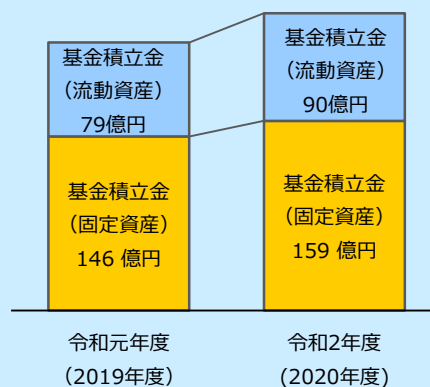 基金積立金
（流動資産）
79億円
基金積立金
（固定資産）
146 億円
基金積立金
（流動資産）
90億円
基金積立金
（固定資産）
159 億円
令和元年度
（2019年度）
令和2年度
(2020年度)